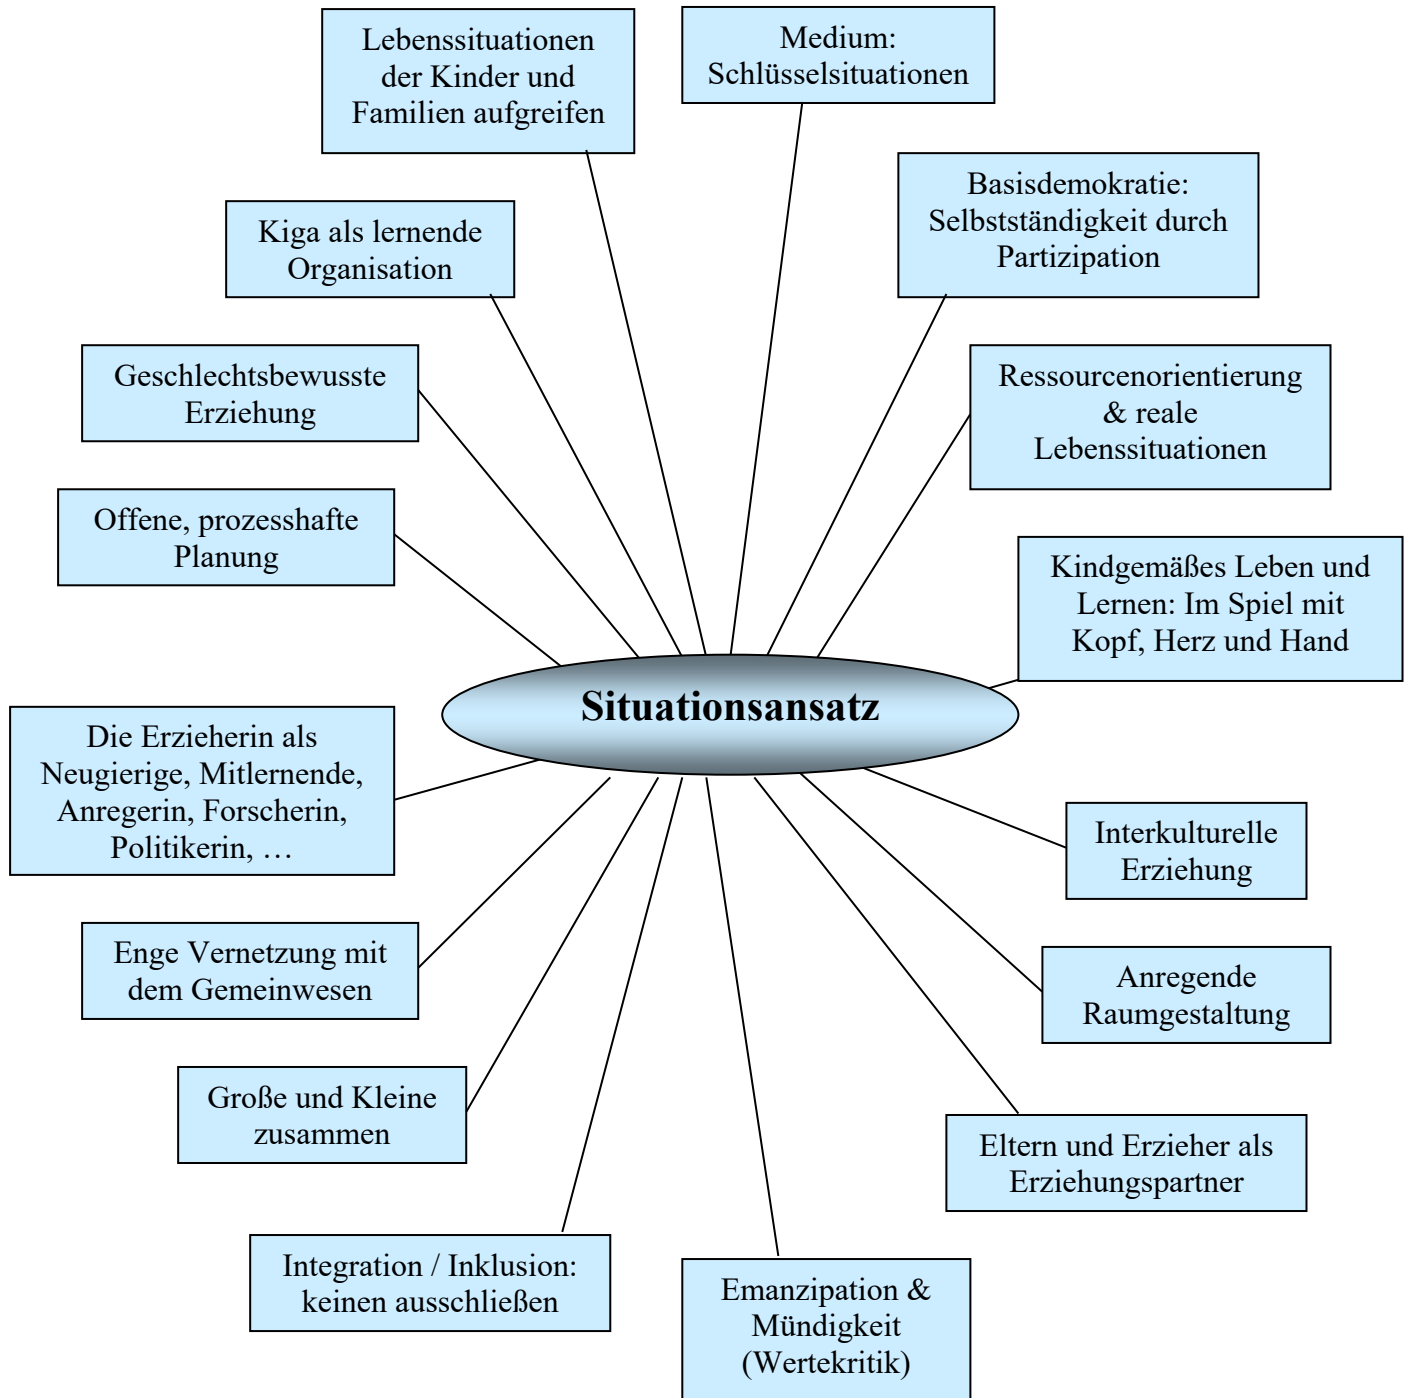 Lebenssituationen
der Kinder und
Familien aufgreifen
Medium:
Schlüsselsituationen
Basisdemokratie:
Selbstständigkeit durch
Partizipation
Kiga als lernende
Organisation
Geschlechtsbewusste
Erziehung
Ressourcenorientierung
& reale
Lebenssituationen
Offene, prozesshafte
Planung
Kindgemäßes Leben und
Lernen: Im Spiel mit
Kopf, Herz und Hand
Situationsansatz
Die Erzieherin als
Neugierige, Mitlernende,
Anregerin, Forscherin,
Politikerin, …
Interkulturelle
Erziehung
Enge Vernetzung mit
dem Gemeinwesen
Anregende
Raumgestaltung
Große und Kleine
zusammen
Eltern und Erzieher als
Erziehungspartner
Integration / Inklusion:
keinen ausschließen
Emanzipation &
Mündigkeit
(Wertekritik)